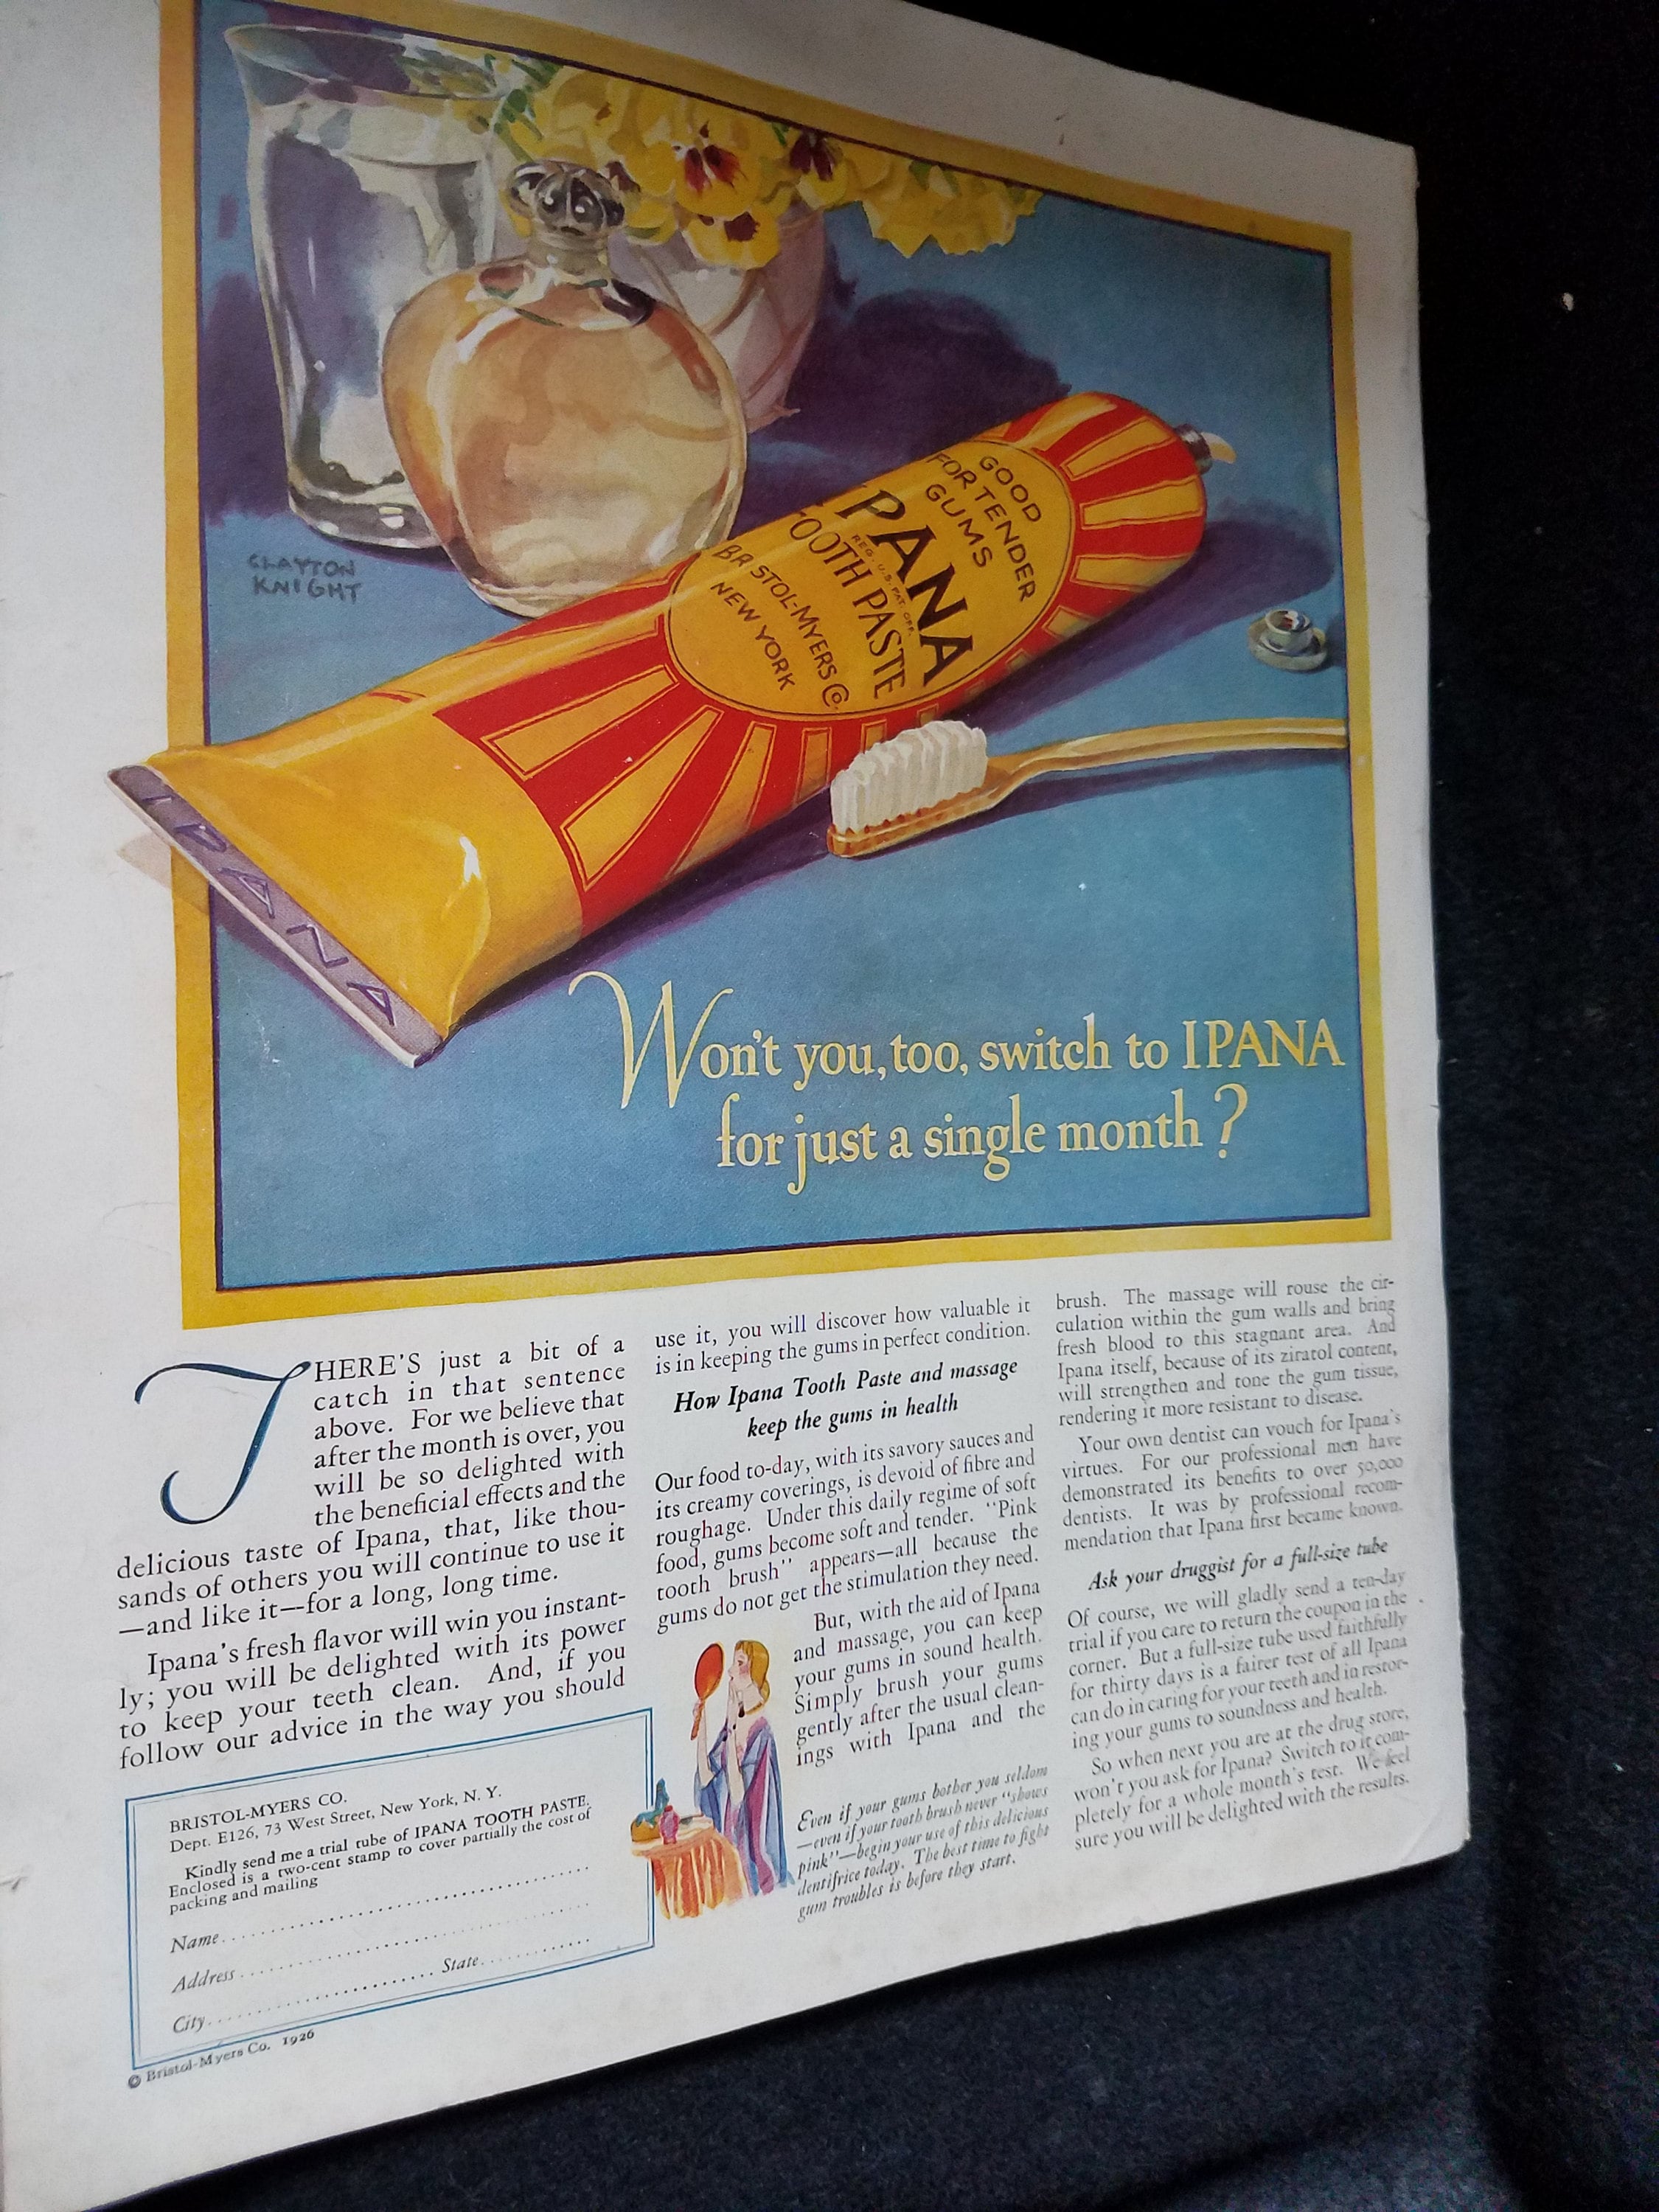 CLAYTON
KNIGHT
GOOD
FOR TENDER
GUMS
IPANA
REG. U.S. PAT. OFF.
TOOTH PASTE
BRISTOL-MYERS Co.
NEW YORK
IPANA
Won't you, too, switch to IPANA
for just a single month?
THERE'S just a bit of a
catch in that sentence
above. For we believe that
after the month is over, you
will be so delighted with
the beneficial effects and the
delicious taste of Ipana, that, like thou-
sands of others you will continue to use it
—and like it—for a long, long time.
Ipana's fresh flavor will win you instant-
ly; you will be delighted with its power
to keep your teeth clean. And, if you
follow our advice in the way you should
use it, you will discover how valuable it
is in keeping the gums in perfect condition.
How Ipana Tooth Paste and massage
keep the gums in health
Our food to-day, with its savory sauces and
its creamy coverings, is devoid of fibre and
roughage. Under this daily regime of soft
food, gums become soft and tender. "Pink
tooth brush" appears—all because the
gums do not get the stimulation they need.
But, with the aid of Ipana
and massage, you can keep
your gums in sound health.
Simply brush your gums
gently after the usual clean-
ings with Ipana and the
brush. The massage will rouse the cir-
culation within the gum walls and bring
fresh blood to this stagnant area. And
Ipana itself, because of its ziratol content,
will strengthen and tone the gum tissue,
rendering it more resistant to disease.
Your own dentist can vouch for Ipana's
virtues. For our professional men have
demonstrated its benefits to over 50,000
dentists. It was by professional recom-
mendation that Ipana first became known.
Ask your druggist for a full-size tube
Of course, we will gladly send a ten-day
trial if you care to return the coupon in the
corner. But a full-size tube used faithfully
for thirty days is a fairer test of all Ipana
can do in caring for your teeth and in restor-
ing your gums to soundness and health.
So when next you are at the drug store,
won't you ask for Ipana? Switch to it com-
pletely for a whole month's test. We feel
sure you will be delighted with the results.
Even if your gums bother you seldom
—even if your tooth brush never "shows
pink"—begin your use of this delicious
dentifrice today. The best time to fight
gum troubles is before they start.
BRISTOL-MYERS CO.
Dept. E126, 73 West Street, New York, N. Y.
Kindly send me a trial tube of IPANA TOOTH PASTE.
Enclosed is a two-cent stamp to cover partially the cost of
packing and mailing
Name
Address
City State
© Bristol-Myers Co. 1926